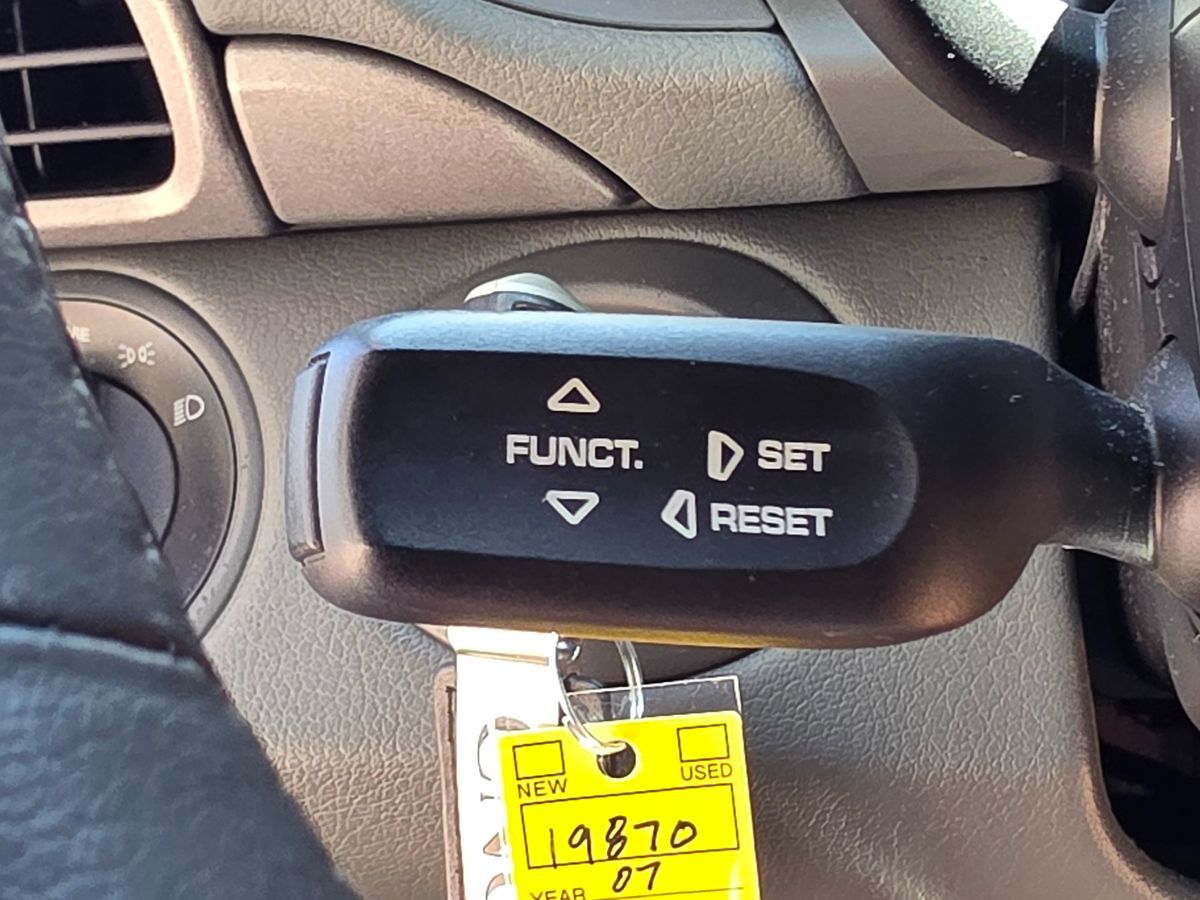 FUNCT.
SET
RESET
NEW
USED
19870
YEAR 07